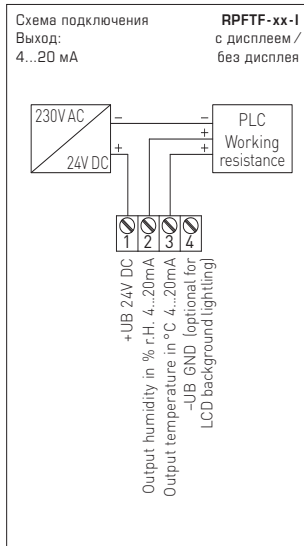 Схема подключения
Выход:
4...20 мА
RPFTF-xx-I
с дисплеем /
без дисплея
230V AC
24V DC
–
+
–
+
+
PLC
Working
resistance
1 2 3 4
+UB 24V DC
Output humidity in % r.H. 4...20mA
Output temperature in °C 4...20mA
–UB GND (optional for
LCD background lightling)